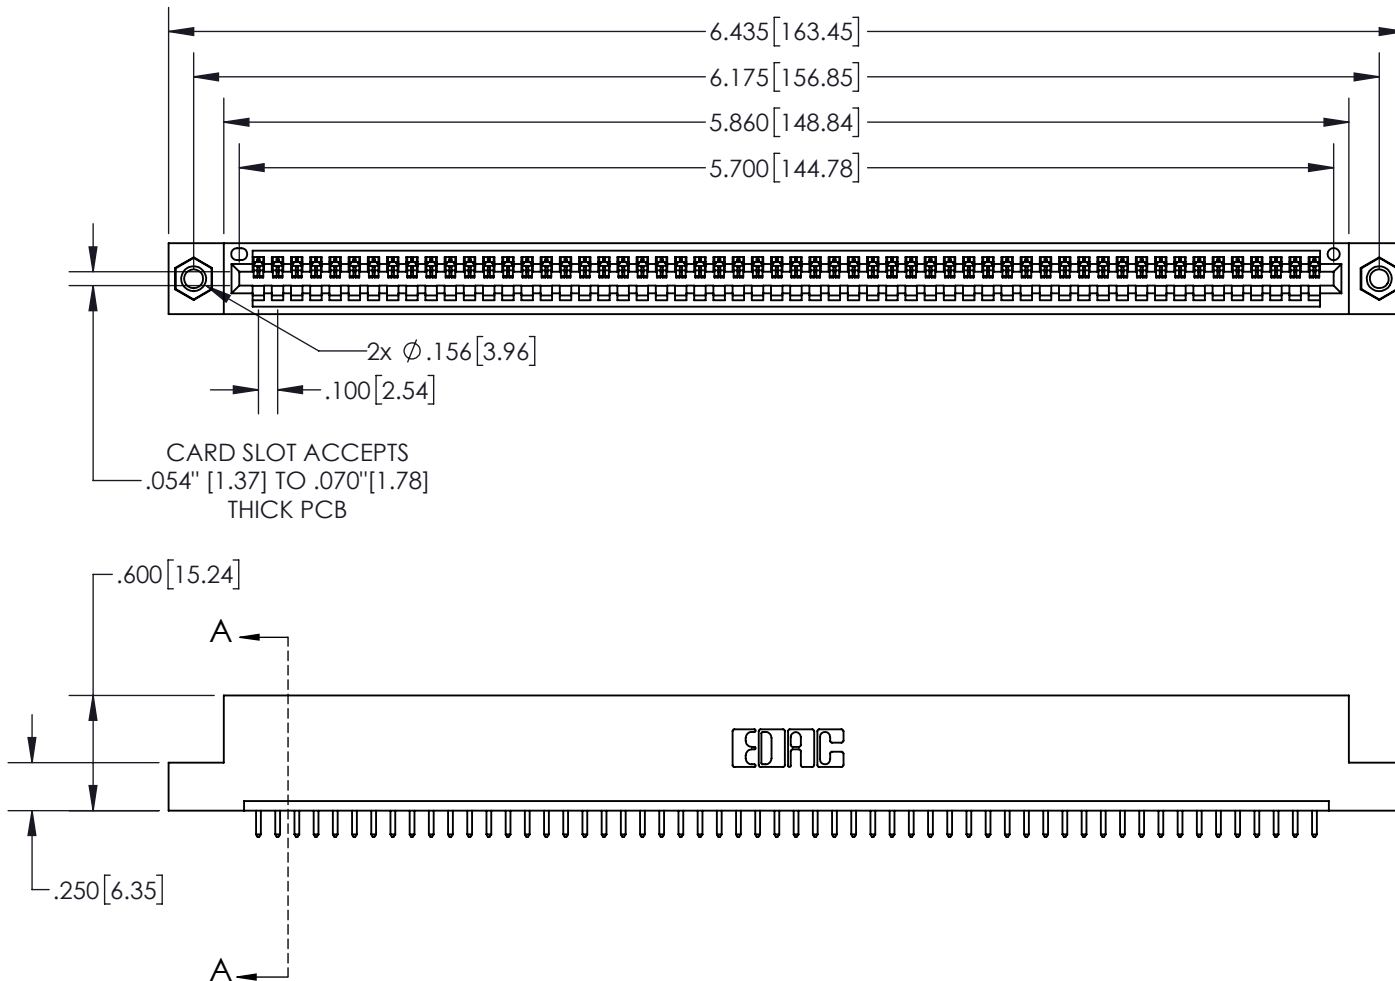 6.435[163.45]
6.175[156.85]
5.860[148.84]
5.700[144.78]
2x Ø.156[3.96]
.100[2.54]
CARD SLOT ACCEPTS
.054" [1.37] TO .070"[1.78]
THICK PCB
.600[15.24]
A
EDAC
.250[6.35]
A